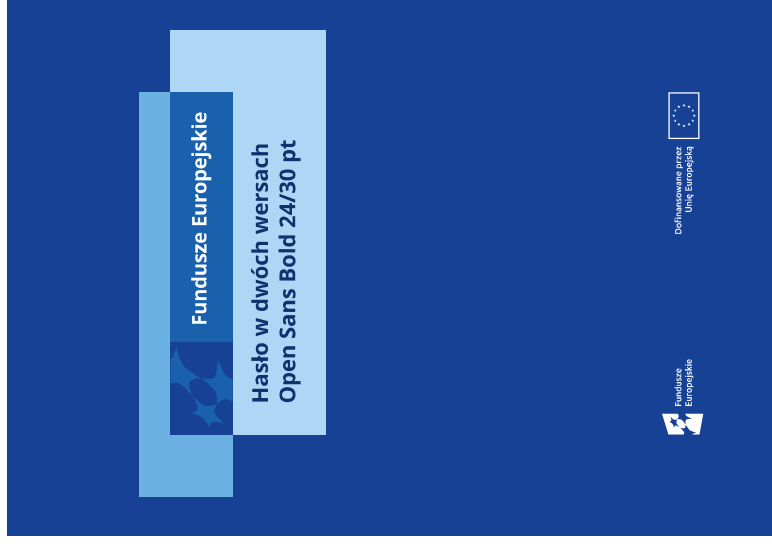 Fundusze Europejskie
Hasło w dwóch wersach
Open Sans Bold 24/30 pt
Fundusze
Europejskie
Dofinansowane przez
Unię Europejską